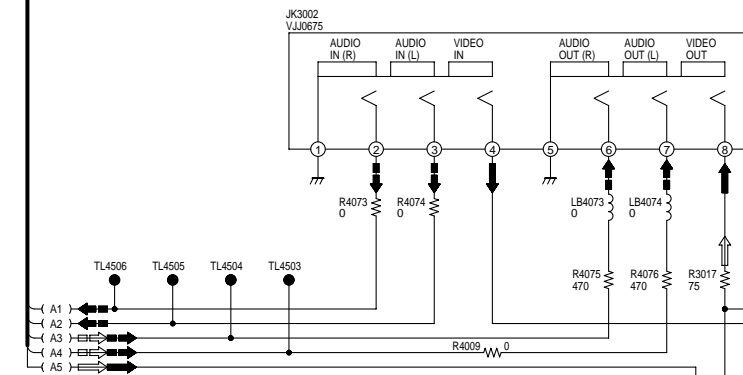 JK3002
VJJ0675
AUDIO IN (R)
AUDIO IN (L)
VIDEO IN
AUDIO OUT (R)
AUDIO OUT (L)
VIDEO OUT
1 2 3 4 5 6 7 8
R4073 0
R4074 0
LB4073 0
LB4074 0
TL4506 TL4505 TL4504 TL4503
R4075 470
R4076 470
R3017 75
A1
A2
A3
A4
R4009 0
A5